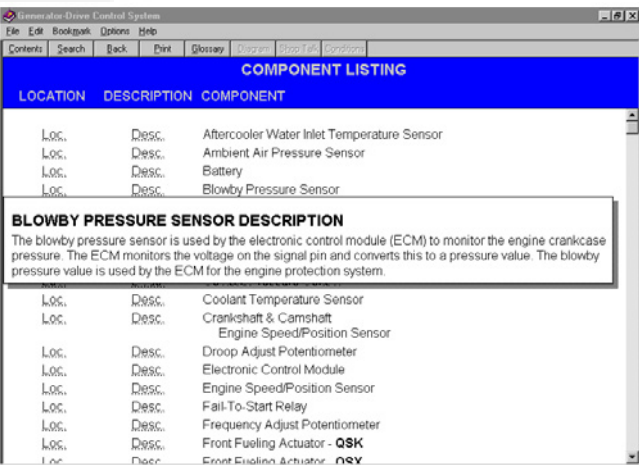 Generator-Drive Control System
File Edit Bookmark Options Help
Contents Search Back Print Glossary Diagram Shop Talk Conditions
COMPONENT LISTING
LOCATION DESCRIPTION COMPONENT
Loc. Desc. Aftercooler Water Inlet Temperature Sensor
Loc. Desc. Ambient Air Pressure Sensor
Loc. Desc. Battery
Loc. Desc. Blowby Pressure Sensor
BLOWBY PRESSURE SENSOR DESCRIPTION
The blowby pressure sensor is used by the electronic control module (ECM) to monitor the engine crankcase
pressure. The ECM monitors the voltage on the signal pin and converts this to a pressure value. The blowby
pressure value is used by the ECM for the engine protection system.
Loc. Desc. Coolant Temperature Sensor
Loc. Desc. Crankshaft & Camshaft
Engine Speed/Position Sensor
Loc. Desc. Droop Adjust Potentiometer
Loc. Desc. Electronic Control Module
Loc. Desc. Engine Speed/Position Sensor
Loc. Desc. Fail-To-Start Relay
Loc. Desc. Frequency Adjust Potentiometer
Loc. Desc. Front Fueling Actuator - QSK
Loc. Desc. Front Fueling Actuator - QSX